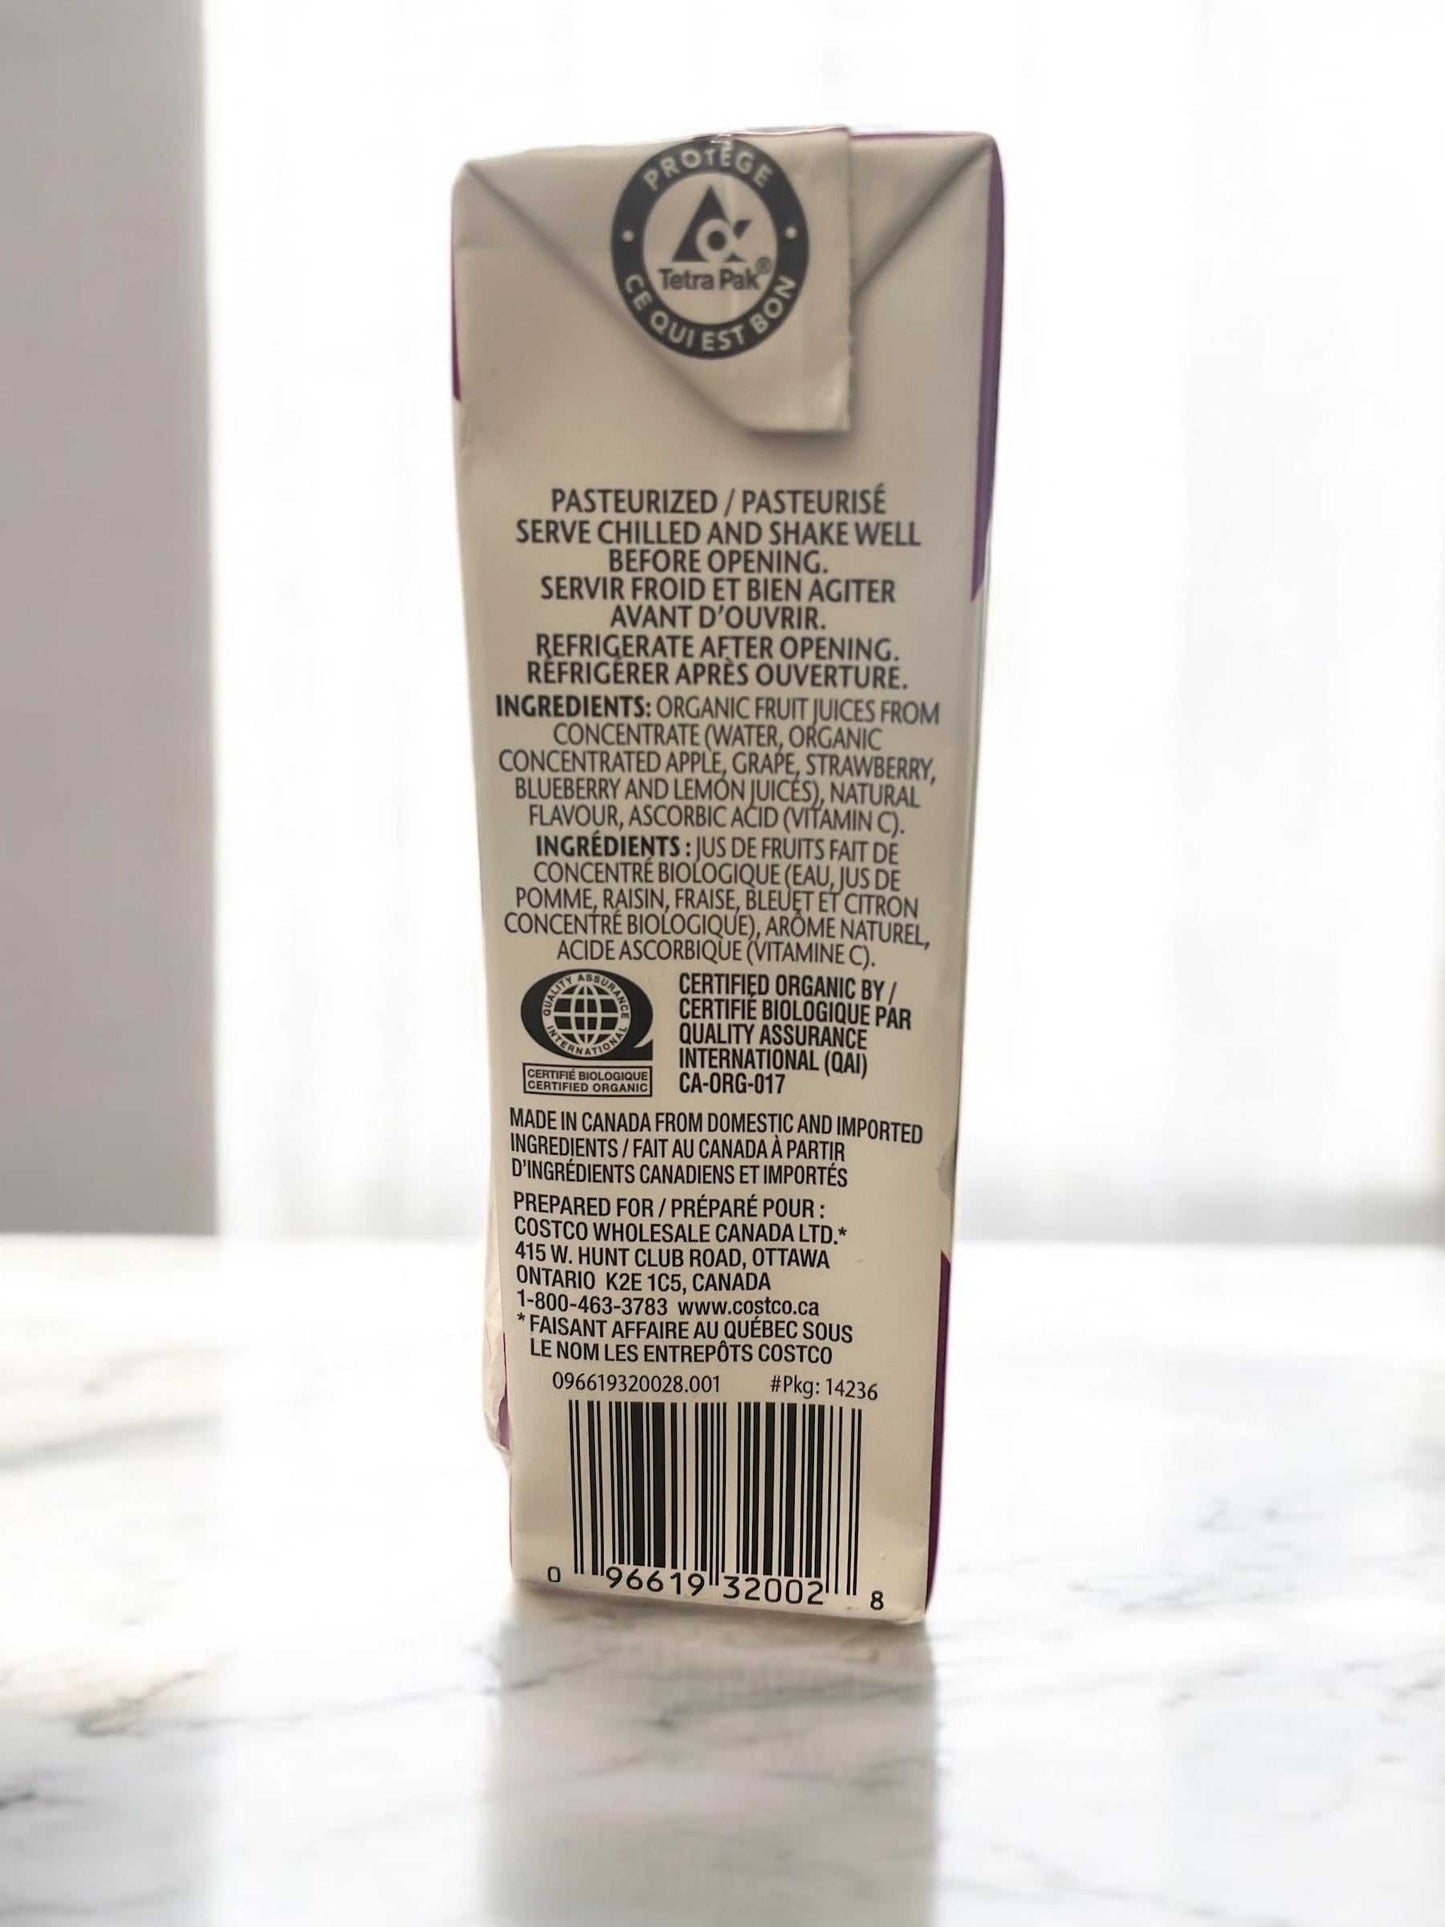 PROTÈGE
Tetra Pak®
CE QUI EST BON
PASTEURIZED / PASTEURISÉ
SERVE CHILLED AND SHAKE WELL
BEFORE OPENING.
SERVIR FROID ET BIEN AGITER
AVANT D'OUVRIR.
REFRIGERATE AFTER OPENING.
RÉFRIGÉRER APRÈS OUVERTURE.
INGREDIENTS: ORGANIC FRUIT JUICES FROM
CONCENTRATE (WATER, ORGANIC
CONCENTRATED APPLE, GRAPE, STRAWBERRY,
BLUEBERRY AND LEMON JUICES), NATURAL
FLAVOUR, ASCORBIC ACID (VITAMIN C).
INGRÉDIENTS : JUS DE FRUITS FAIT DE
CONCENTRÉ BIOLOGIQUE (EAU, JUS DE
POMME, RAISIN, FRAISE, BLEUET ET CITRON
CONCENTRÉ BIOLOGIQUE), ARÔME NATUREL,
ACIDE ASCORBIQUE (VITAMINE C).
QUALITY ASSURANCE
INTERNATIONAL
CERTIFIÉ BIOLOGIQUE
CERTIFIED ORGANIC
CERTIFIED ORGANIC BY /
CERTIFIÉ BIOLOGIQUE PAR
QUALITY ASSURANCE
INTERNATIONAL (QAI)
CA-ORG-017
MADE IN CANADA FROM DOMESTIC AND IMPORTED
INGREDIENTS / FAIT AU CANADA À PARTIR
D'INGRÉDIENTS CANADIENS ET IMPORTÉS
PREPARED FOR / PRÉPARÉ POUR :
COSTCO WHOLESALE CANADA LTD.*
415 W. HUNT CLUB ROAD, OTTAWA
ONTARIO K2E 1C5, CANADA
1-800-463-3783 www.costco.ca
* FAISANT AFFAIRE AU QUÉBEC SOUS
LE NOM LES ENTREPÔTS COSTCO
096619320028.001 #Pkg: 14236
0 96619 32002 8